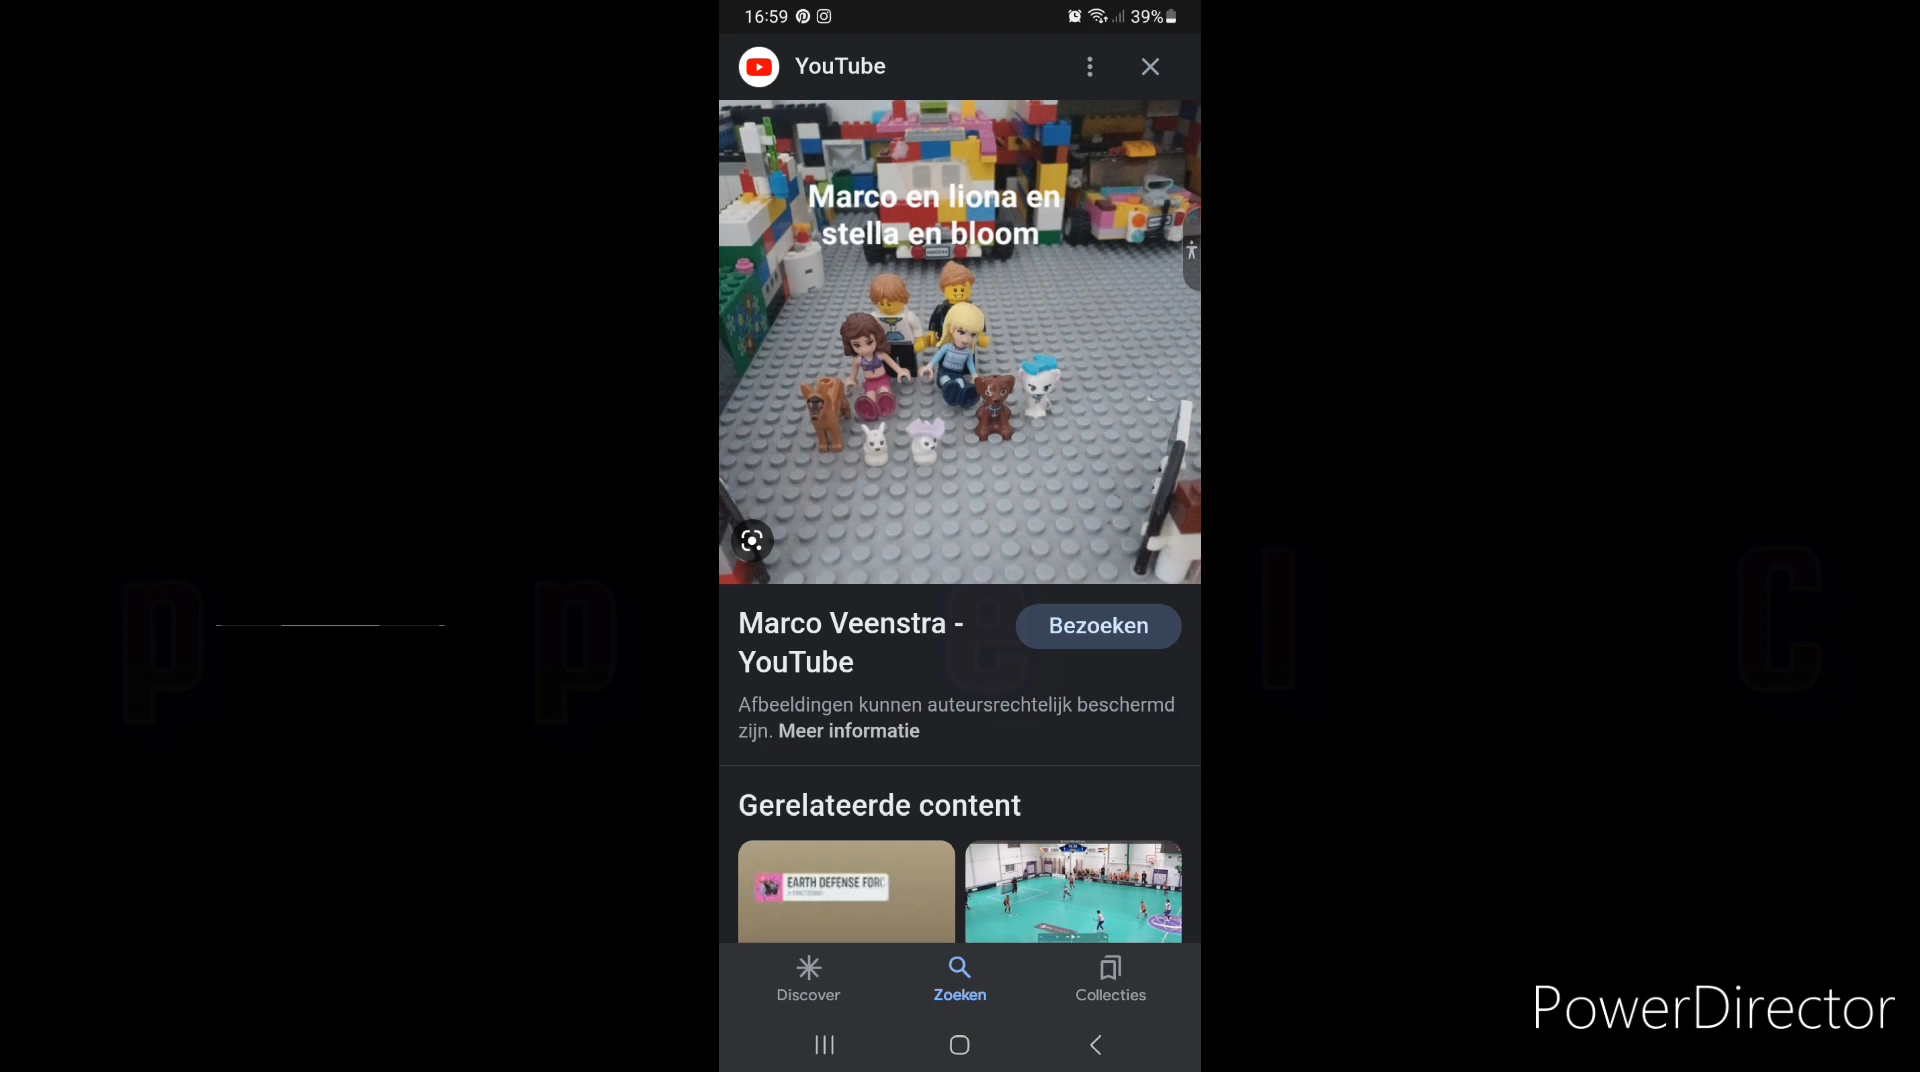 16:59
39%
YouTube
Marco en liona en
stella en bloom
Marco Veenstra -
YouTube
Bezoeken
Afbeeldingen kunnen auteursrechtelijk beschermd
zijn. Meer informatie
Gerelateerde content
EARTH DEFENSE FORC
Discover
Zoeken
Collecties
PowerDirector
p
p
e
l
C